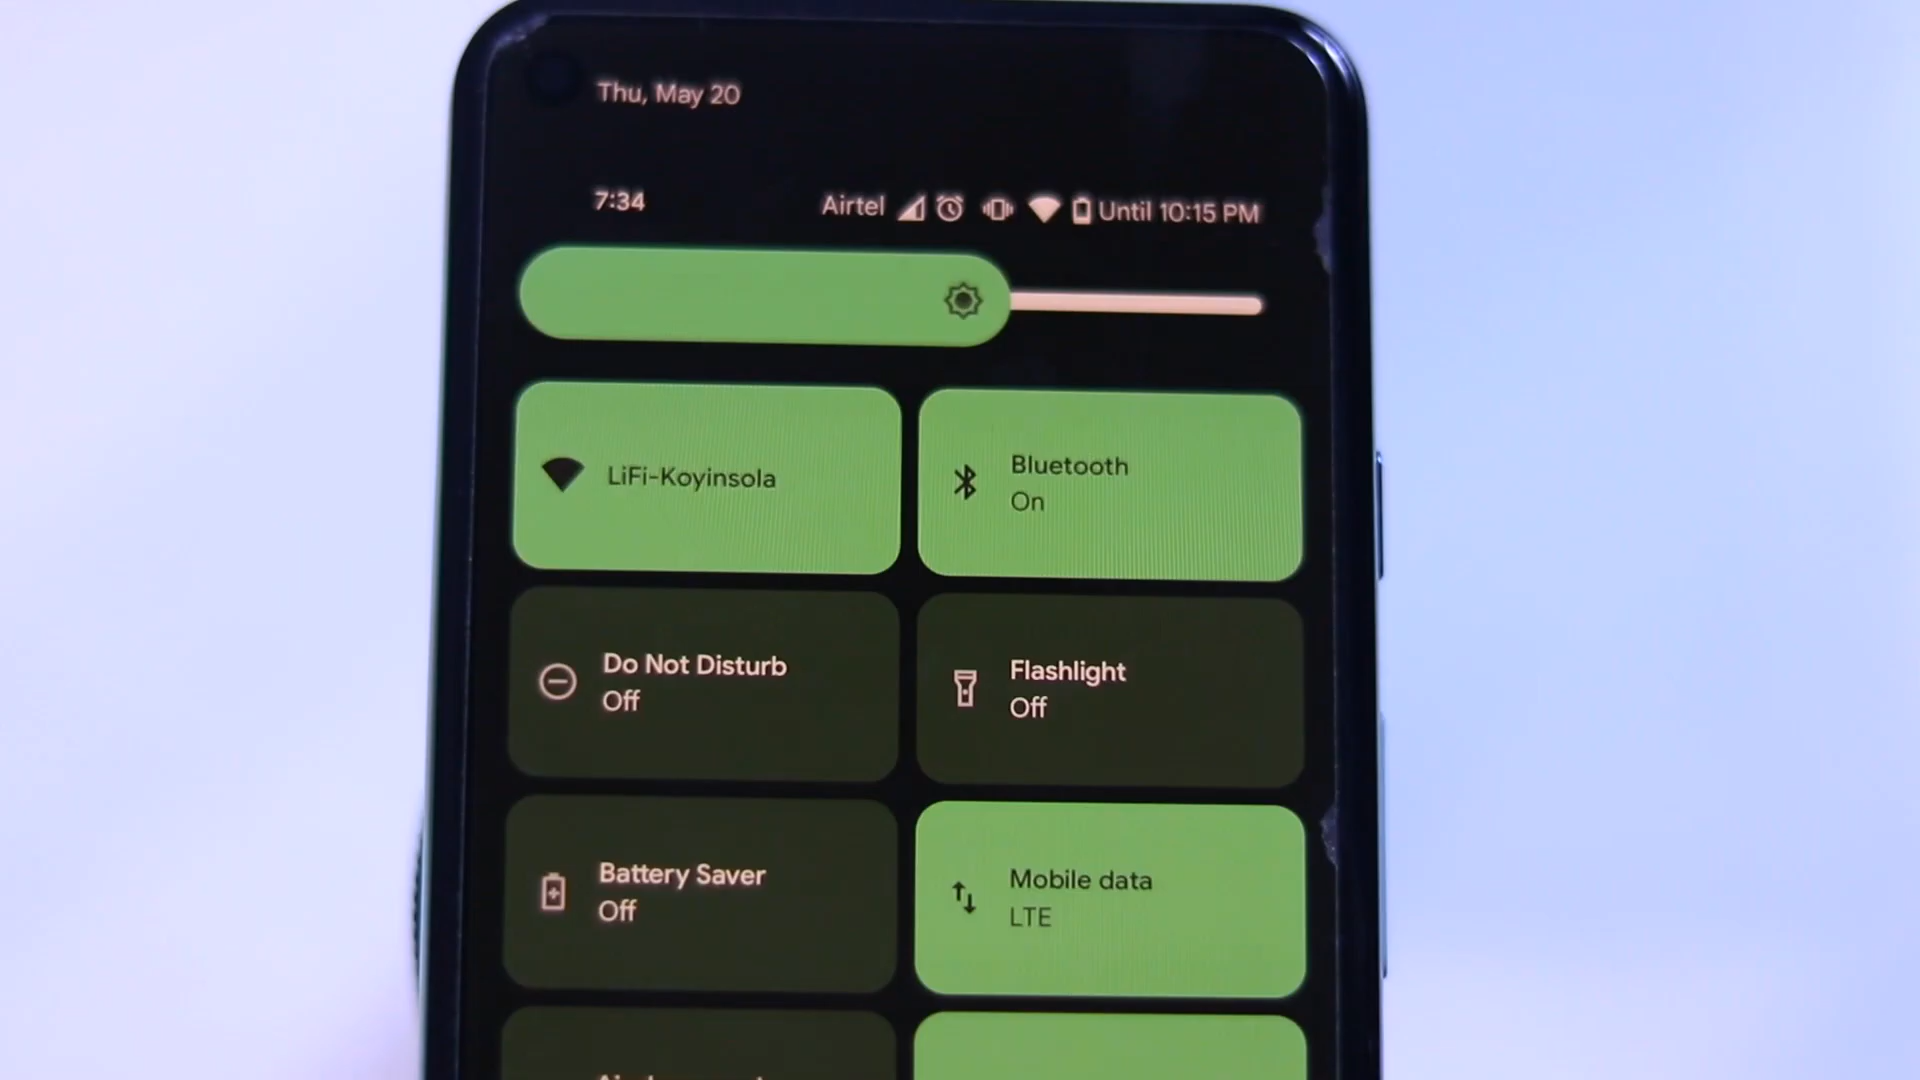 Thu, May 20
7:34
Airtel Until 10:15 PM
LiFi-Koyinsola
Bluetooth
On
Do Not Disturb
Off
Flashlight
Off
Battery Saver
Off
Mobile data
LTE